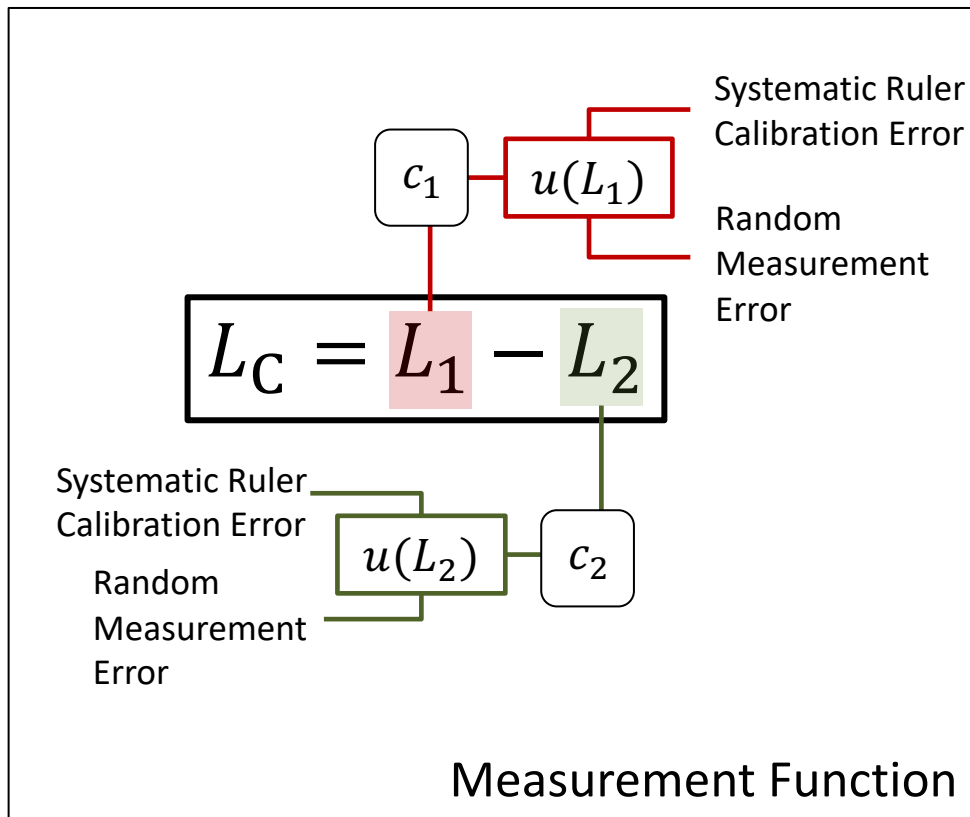 Systematic Ruler
Calibration Error
c₁
u(L₁)
Random
Measurement
Error
L_C = L₁ − L₂
Systematic Ruler
Calibration Error
u(L₂)
c₂
Random
Measurement
Error
Measurement Function